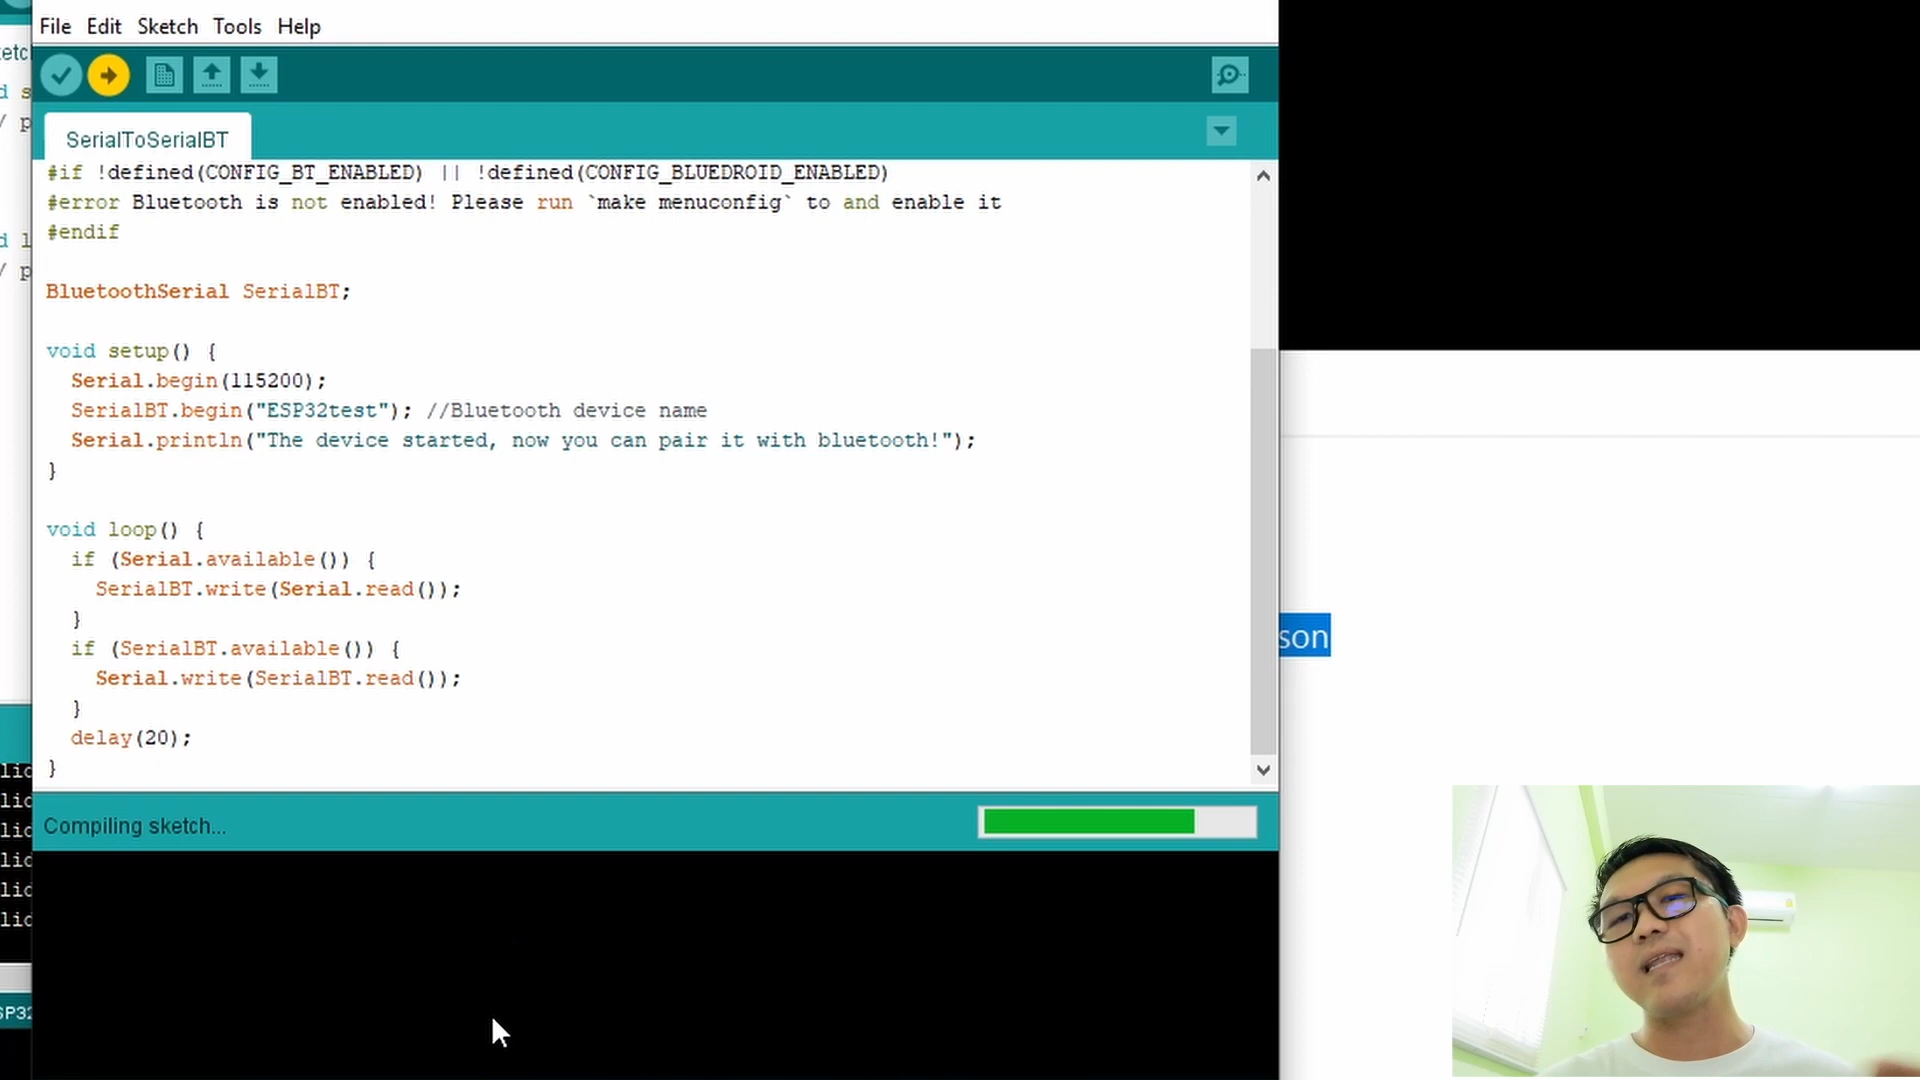 File Edit Sketch Tools Help
SerialToSerialBT
#if !defined(CONFIG_BT_ENABLED) || !defined(CONFIG_BLUEDROID_ENABLED)
#error Bluetooth is not enabled! Please run `make menuconfig` to and enable it
#endif
BluetoothSerial SerialBT;
void setup() {
Serial.begin(115200);
SerialBT.begin("ESP32test"); //Bluetooth device name
Serial.println("The device started, now you can pair it with bluetooth!");
}
void loop() {
if (Serial.available()) {
SerialBT.write(Serial.read());
}
if (SerialBT.available()) {
Serial.write(SerialBT.read());
}
delay(20);
}
Compiling sketch...
son